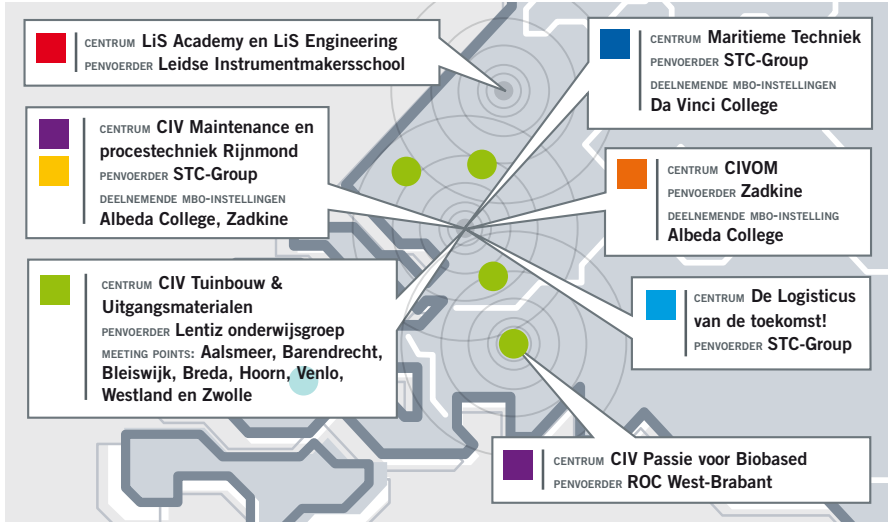 CENTRUM LiS Academy en LiS Engineering
PENVOERDER Leidse Instrumentmakersschool
CENTRUM Maritieme Techniek
PENVOERDER STC-Group
DEELNEMENDE MBO-INSTELLINGEN
Da Vinci College
CENTRUM CIV Maintenance en
procestechniek Rijnmond
PENVOERDER STC-Group
DEELNEMENDE MBO-INSTELLINGEN
Albeda College, Zadkine
CENTRUM CIVOM
PENVOERDER Zadkine
DEELNEMENDE MBO-INSTELLING
Albeda College
CENTRUM CIV Tuinbouw &
Uitgangsmaterialen
PENVOERDER Lentiz onderwijsgroep
MEETING POINTS: Aalsmeer, Barendrecht,
Bleiswijk, Breda, Hoorn, Venlo,
Westland en Zwolle
CENTRUM De Logisticus
van de toekomst!
PENVOERDER STC-Group
CENTRUM CIV Passie voor Biobased
PENVOERDER ROC West-Brabant